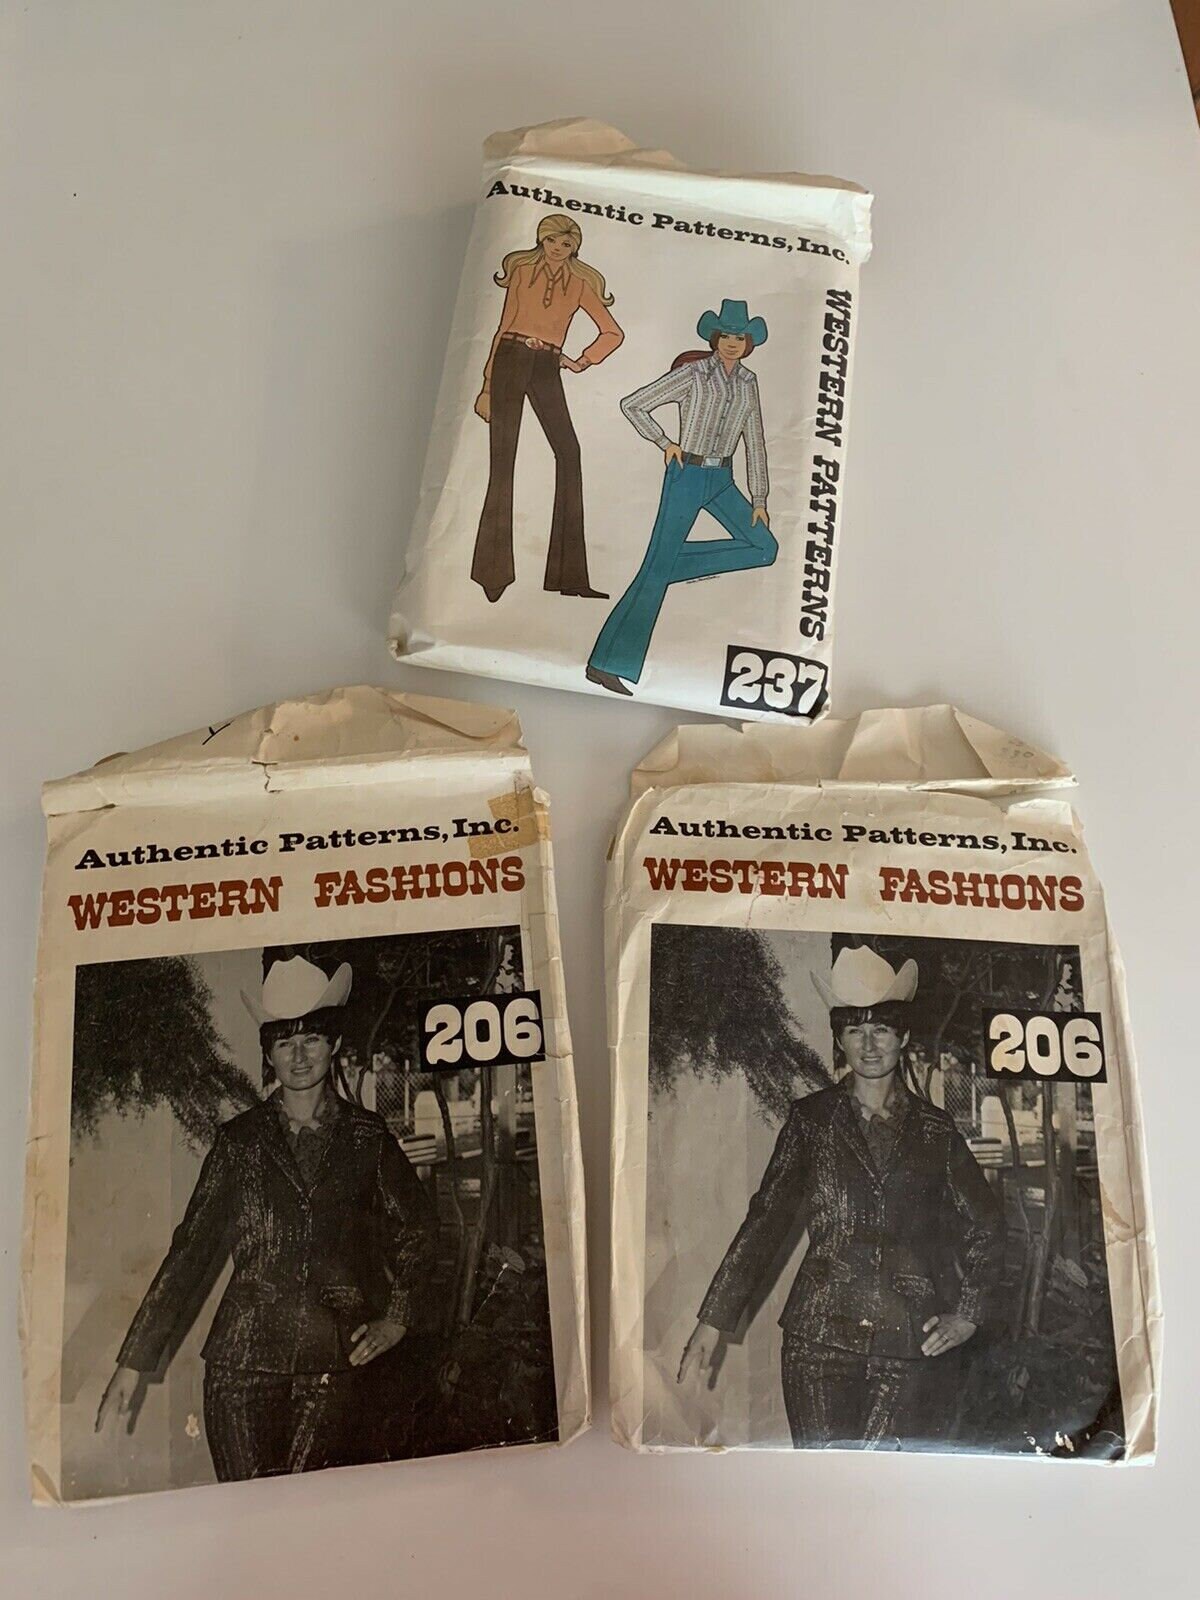 Authentic Patterns, Inc.
WESTERN PATTERNS
237
Authentic Patterns, Inc.
WESTERN FASHIONS
206
Authentic Patterns, Inc.
WESTERN FASHIONS
206